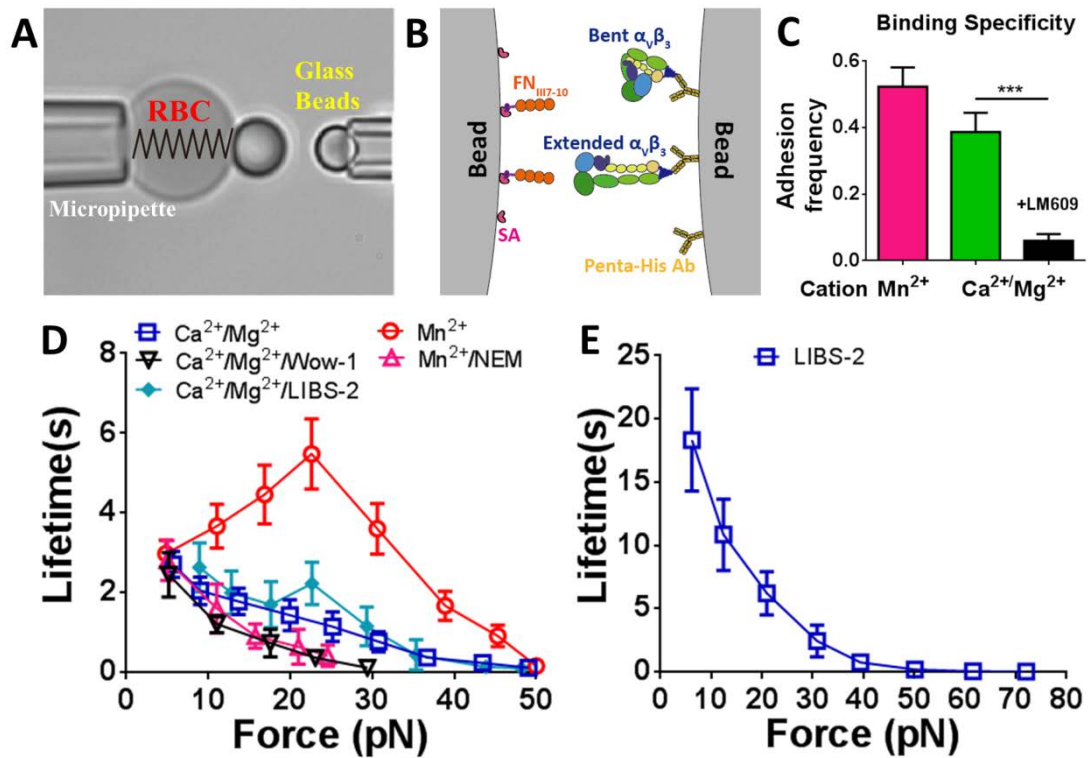 A
RBC
Glass
Beads
Micropipette
B
Bead
FN_III7-10
SA
Bent α_Vβ_3
Extended α_Vβ_3
Penta-His Ab
Bead
C
Binding Specificity
Adhesion
frequency
0.6
0.4
0.2
0.0
***
+LM609
Cation Mn²⁺ Ca²⁺/Mg²⁺
D
Ca²⁺/Mg²⁺
Mn²⁺
Ca²⁺/Mg²⁺/Wow-1
Mn²⁺/NEM
Ca²⁺/Mg²⁺/LIBS-2
Lifetime(s)
8
6
4
2
0
0 10 20 30 40 50
Force (pN)
E
LIBS-2
Lifetime(s)
25
20
15
10
5
0
0 10 20 30 40 50 60 70 80
Force (pN)